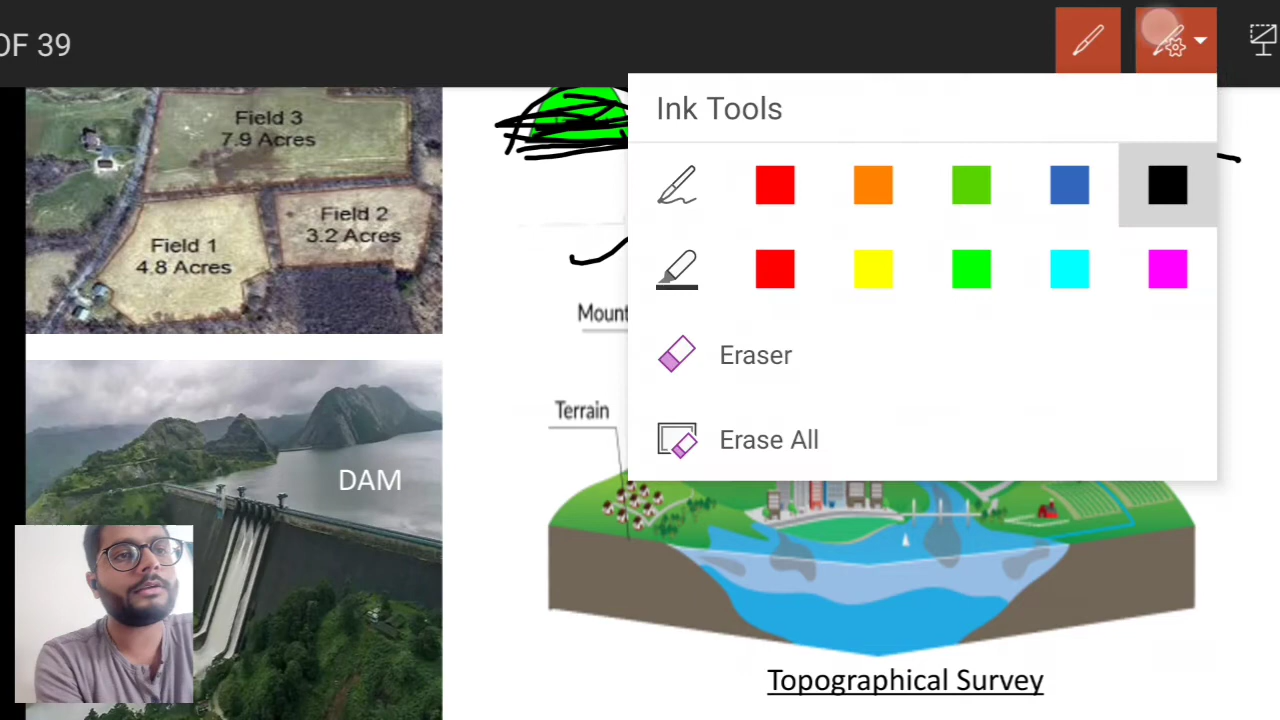 OF 39
Ink Tools
Eraser
Erase All
Field 3
7.9 Acres
Field 2
3.2 Acres
Field 1
4.8 Acres
Mount
Terrain
DAM
Topographical Survey